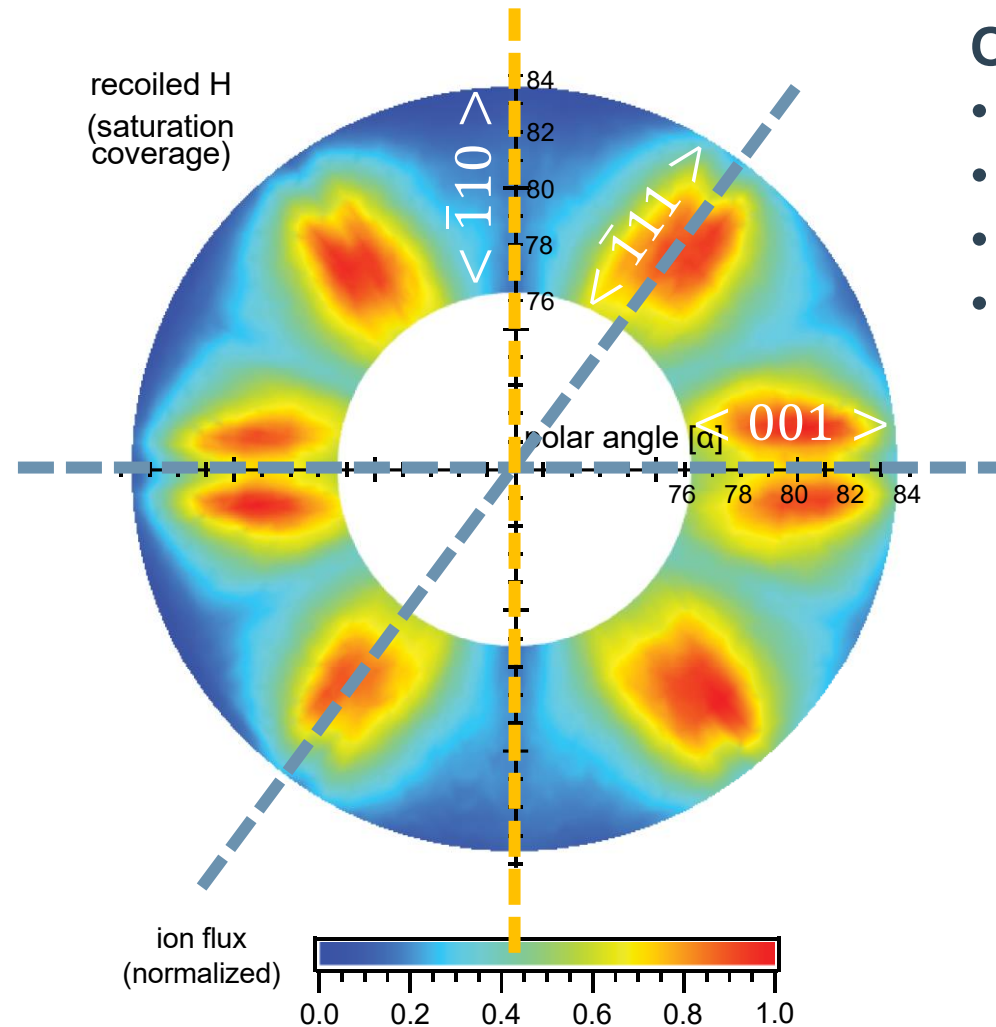 recoiled H
(saturation
coverage)
84
82
80
78
76
< 1̄10 >
< 1̄11 >
< 001 >
polar angle [α]
76 78 80 82 84
ion flux
(normalized)
0.0 0.2 0.4 0.6 0.8 1.0